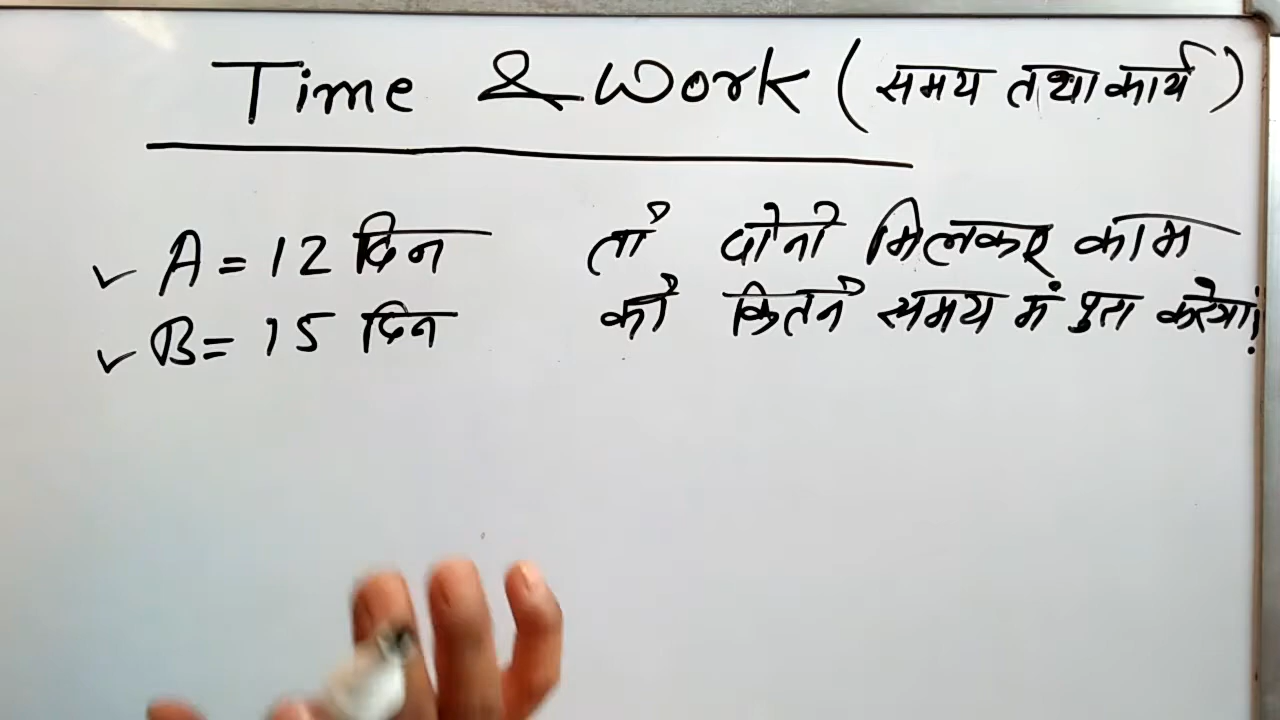 Time & Work (समय तथा कार्य)
✓ A = 12 दिन तो दोनो मिलकर काम
✓ B = 15 दिन को कितने समय में पुरा करेगा!